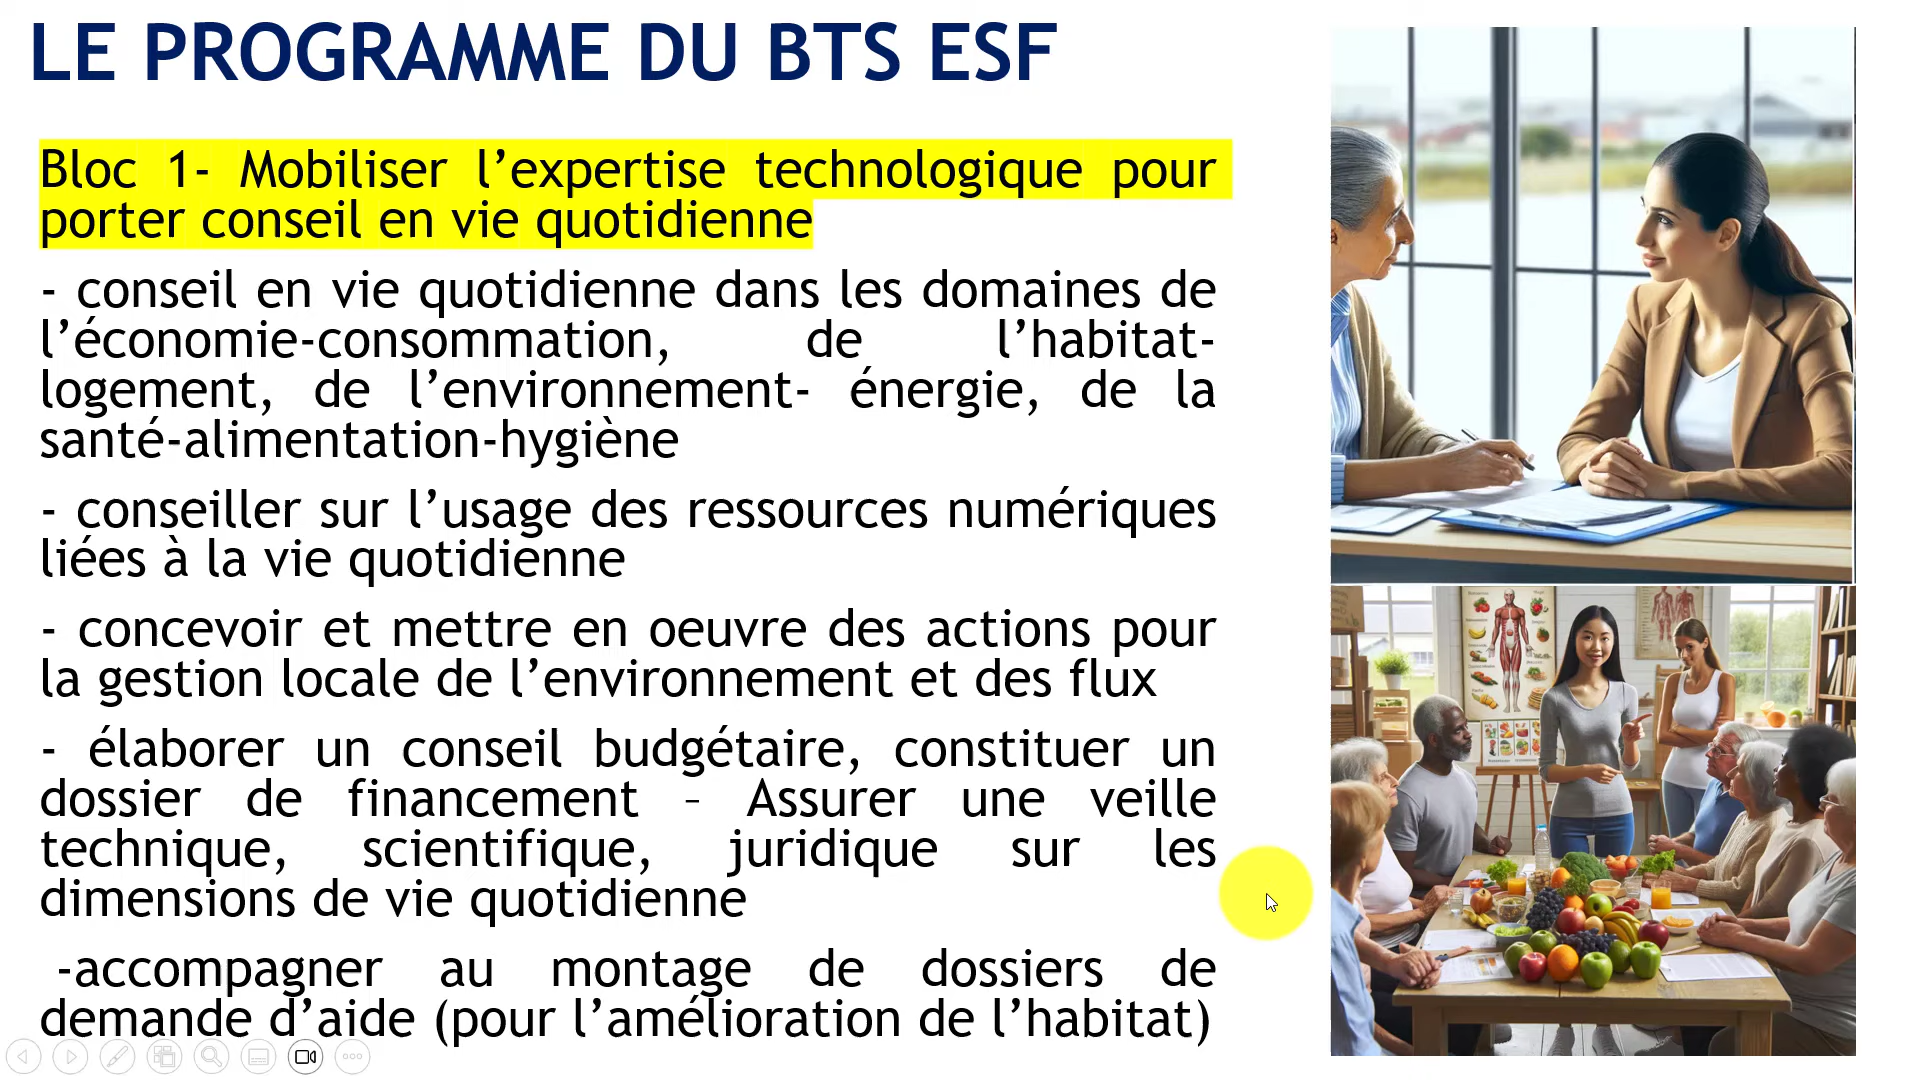 LE PROGRAMME DU BTS ESF
Bloc 1- Mobiliser l’expertise technologique pour
porter conseil en vie quotidienne
- conseil en vie quotidienne dans les domaines de
l’économie-consommation, de l’habitat-
logement, de l’environnement- énergie, de la
santé-alimentation-hygiène
- conseiller sur l’usage des ressources numériques
liées à la vie quotidienne
- concevoir et mettre en oeuvre des actions pour
la gestion locale de l’environnement et des flux
- élaborer un conseil budgétaire, constituer un
dossier de financement – Assurer une veille
technique, scientifique, juridique sur les
dimensions de vie quotidienne
-accompagner au montage de dossiers de
demande d’aide (pour l’amélioration de l’habitat)